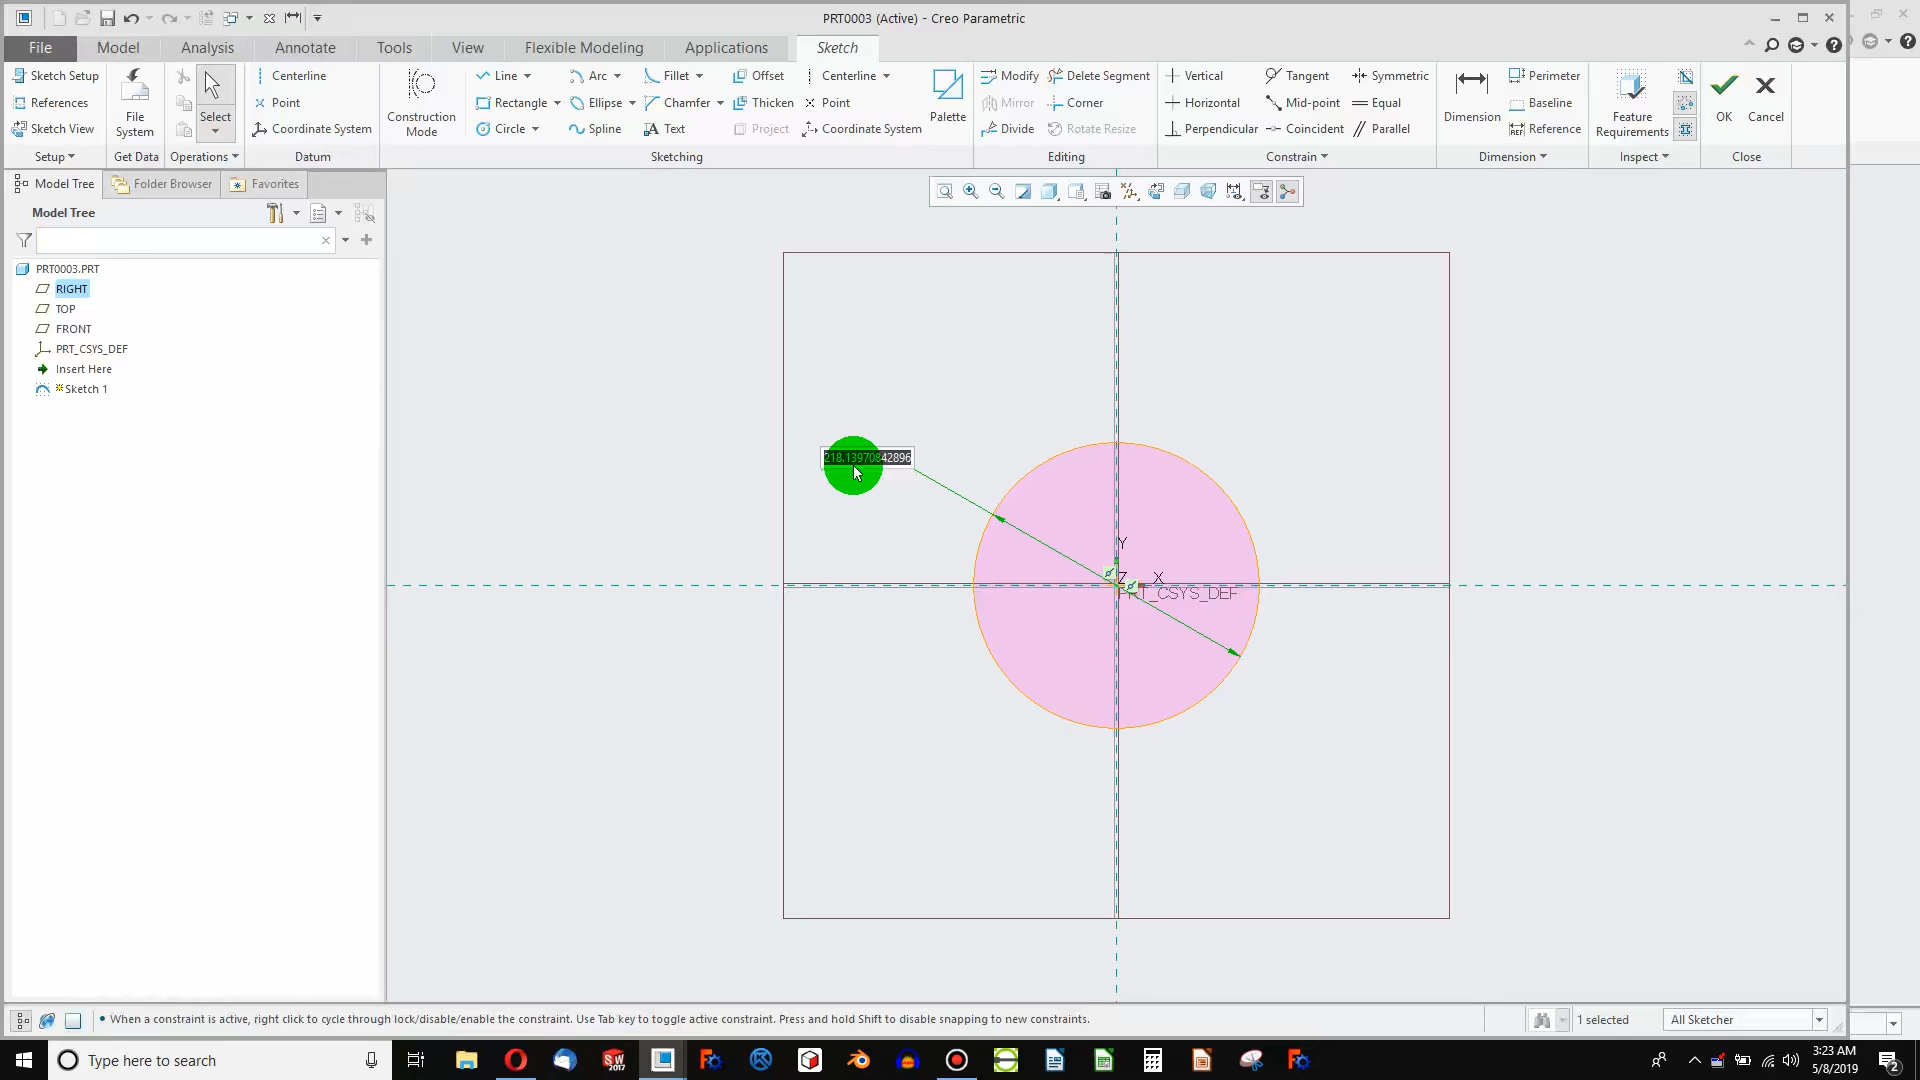 PRT0003 (Active) - Creo Parametric
File Model Analysis Annotate Tools View Flexible Modeling Applications Sketch
Sketch Setup
References
Sketch View
Setup
File System
Get Data
Select
Operations
Centerline
Point
Coordinate System
Datum
Construction Mode
Line Arc Fillet Offset Centerline
Rectangle Ellipse Chamfer Thicken Point
Circle Spline Text Project Coordinate System
Palette
Sketching
Modify Delete Segment
Mirror Corner
Divide Rotate Resize
Editing
Vertical Tangent Symmetric
Horizontal Mid-point Equal
Perpendicular Coincident Parallel
Constrain
Dimension
Perimeter
Baseline
REF Reference
Dimension
Feature Requirements
Inspect
OK
Cancel
Close
Model Tree Folder Browser Favorites
Model Tree
PRT0003.PRT
RIGHT
TOP
FRONT
PRT_CSYS_DEF
Insert Here
Sketch 1
218.13970842896
Y
Z X
PRT_CSYS_DEF
• When a constraint is active, right click to cycle through lock/disable/enable the constraint. Use Tab key to toggle active constraint. Press and hold Shift to disable snapping to new constraints.
1 selected
All Sketcher
Type here to search
SW
2017
3:23 AM
5/8/2019
2